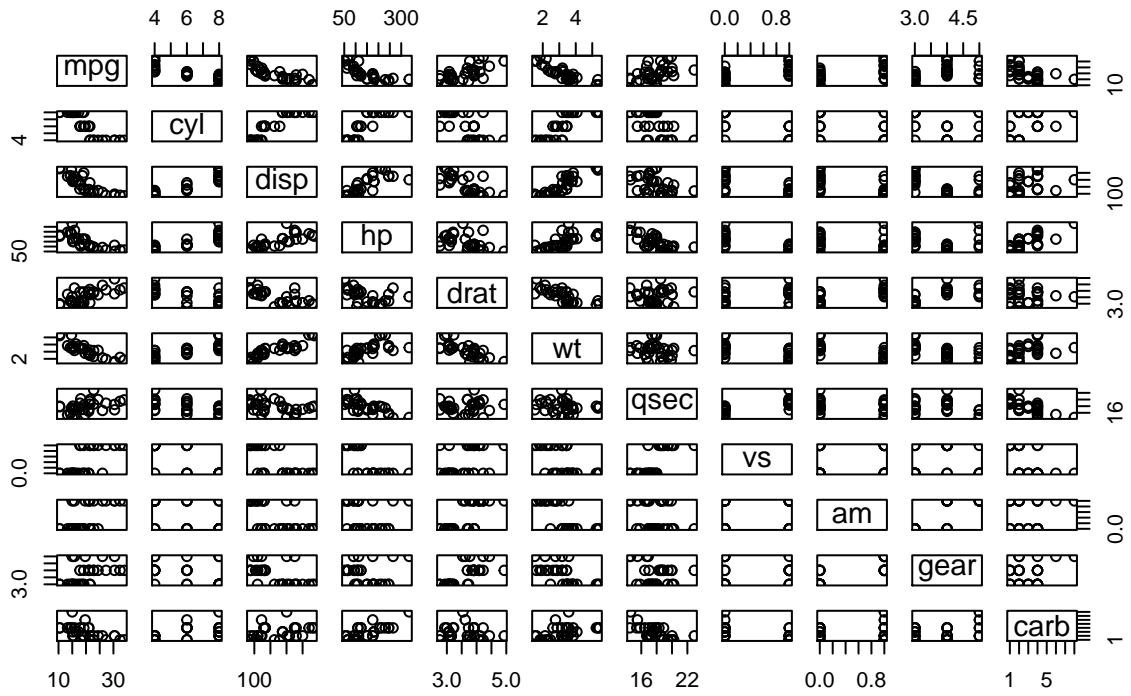 4 6 8 50 300 2 4 0.0 0.8 3.0 4.5
mpg 10
4 cyl
disp 100
50 hp
drat 3.0
2 wt
qsec 16
0.0 vs
am 0.0
3.0 gear
carb 1
10 30 100 3.0 5.0 16 22 0.0 0.8 1 5